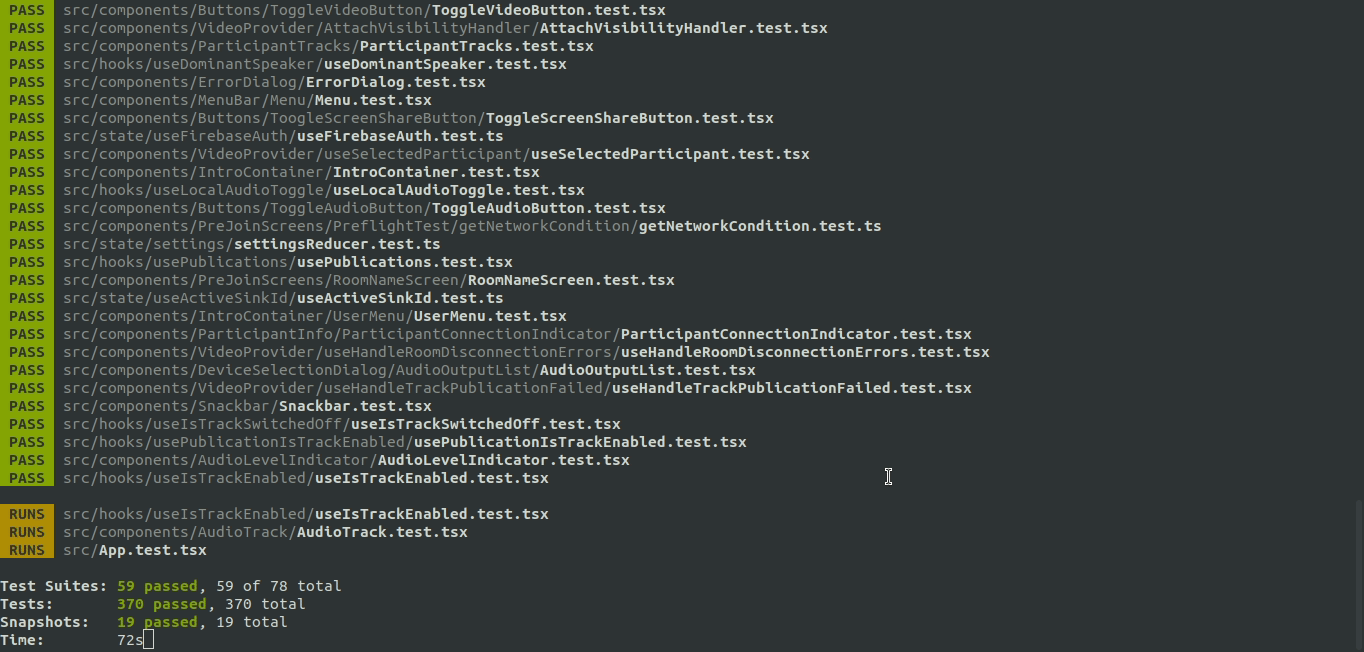 PASS src/components/Buttons/ToggleVideoButton/ToggleVideoButton.test.tsx
PASS src/components/VideoProvider/AttachVisibilityHandler/AttachVisibilityHandler.test.tsx
PASS src/components/ParticipantTracks/ParticipantTracks.test.tsx
PASS src/hooks/useDominantSpeaker/useDominantSpeaker.test.tsx
PASS src/components/ErrorDialog/ErrorDialog.test.tsx
PASS src/components/MenuBar/Menu/Menu.test.tsx
PASS src/components/Buttons/ToogleScreenShareButton/ToggleScreenShareButton.test.tsx
PASS src/state/useFirebaseAuth/useFirebaseAuth.test.ts
PASS src/components/VideoProvider/useSelectedParticipant/useSelectedParticipant.test.tsx
PASS src/components/IntroContainer/IntroContainer.test.tsx
PASS src/hooks/useLocalAudioToggle/useLocalAudioToggle.test.tsx
PASS src/components/Buttons/ToggleAudioButton/ToggleAudioButton.test.tsx
PASS src/components/PreJoinScreens/PreflightTest/getNetworkCondition/getNetworkCondition.test.ts
PASS src/state/settings/settingsReducer.test.ts
PASS src/hooks/usePublications/usePublications.test.tsx
PASS src/components/PreJoinScreens/RoomNameScreen/RoomNameScreen.test.tsx
PASS src/state/useActiveSinkId/useActiveSinkId.test.ts
PASS src/components/IntroContainer/UserMenu/UserMenu.test.tsx
PASS src/components/ParticipantInfo/ParticipantConnectionIndicator/ParticipantConnectionIndicator.test.tsx
PASS src/components/VideoProvider/useHandleRoomDisconnectionErrors/useHandleRoomDisconnectionErrors.test.tsx
PASS src/components/DeviceSelectionDialog/AudioOutputList/AudioOutputList.test.tsx
PASS src/components/VideoProvider/useHandleTrackPublicationFailed/useHandleTrackPublicationFailed.test.tsx
PASS src/components/Snackbar/Snackbar.test.tsx
PASS src/hooks/useIsTrackSwitchedOff/useIsTrackSwitchedOff.test.tsx
PASS src/hooks/usePublicationIsTrackEnabled/usePublicationIsTrackEnabled.test.tsx
PASS src/components/AudioLevelIndicator/AudioLevelIndicator.test.tsx
PASS src/hooks/useIsTrackEnabled/useIsTrackEnabled.test.tsx
RUNS src/hooks/useIsTrackEnabled/useIsTrackEnabled.test.tsx
RUNS src/components/AudioTrack/AudioTrack.test.tsx
RUNS src/App.test.tsx
Test Suites: 59 passed, 59 of 78 total
Tests: 370 passed, 370 total
Snapshots: 19 passed, 19 total
Time: 72s